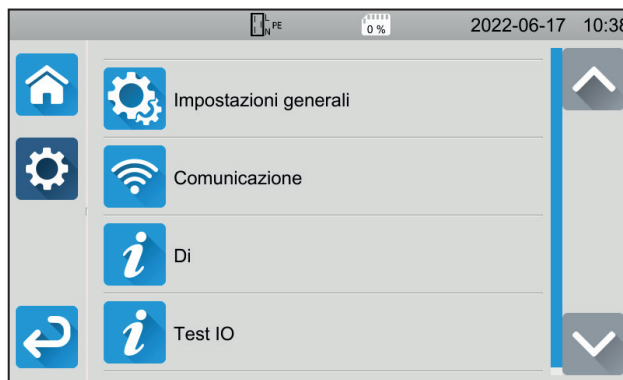 L
N PE
0 %
2022-06-17 10:38
Impostazioni generali
Comunicazione
Di
Test IO